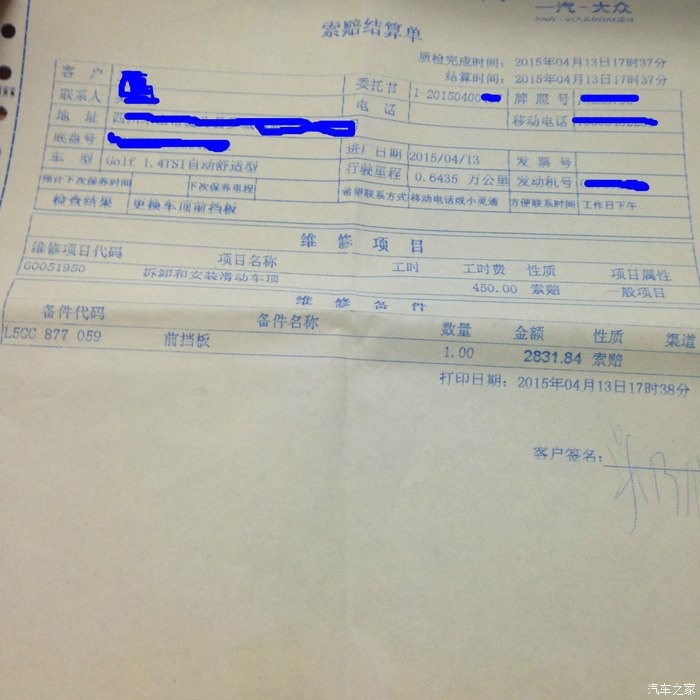 一汽-大众
FAW-VOLKSWAGEN
索赔结算单
质检完成时间: 2015年04月13日17时37分
结算时间: 2015年04月13日17时37分
客 户 委托书 1-20150400 牌照号
联系人 电 话 移动电话
地 址
底盘号 进厂日期 2015/04/13 发票号
车 型 Golf 1.4TSI自动舒适型 行驶里程 0.6435 万公里 发动机号
预计下次保养时间 下次保养里程 希望联系方式 移动电话或小灵通 方便联系时间 工作日下午
检查结果 更换车顶前挡板
维 修 项 目
维修项目代码 项目名称 工时 工时费 性质 项目属性
60051950 拆卸和安装滑动车顶 450.00 索赔 一般项目
维 修 备 件
备件代码 备件名称 数量 金额 性质 渠道
L5GG 877 059 前挡板 1.00 2831.84 索赔
打印日期: 2015年04月13日17时38分
客户签名:
汽车之家